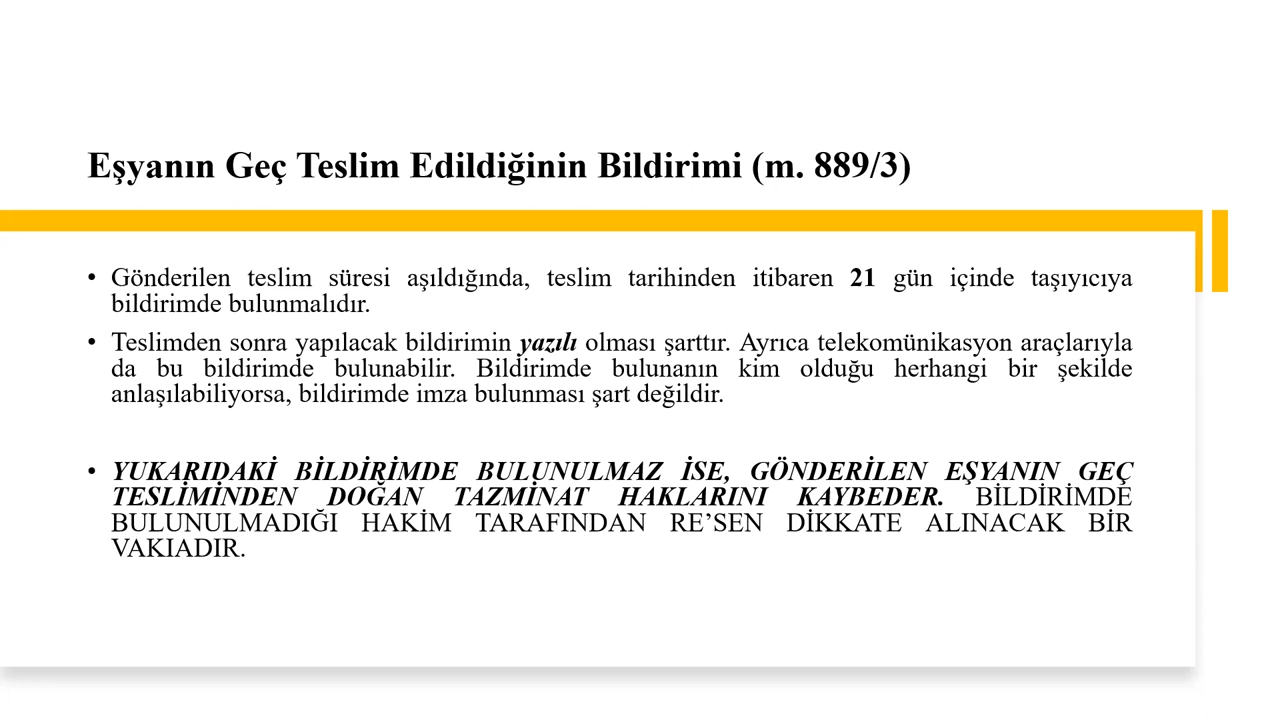 Eşyanın Geç Teslim Edildiğinin Bildirimi (m. 889/3)
• Gönderilen teslim süresi aşıldığında, teslim tarihinden itibaren 21 gün içinde taşıyıcıya
bildirimde bulunmalıdır.
• Teslimden sonra yapılacak bildirimin yazılı olması şarttır. Ayrıca telekomünikasyon araçlarıyla
da bu bildirimde bulunabilir. Bildirimde bulunanın kim olduğu herhangi bir şekilde
anlaşılabiliyorsa, bildirimde imza bulunması şart değildir.
• YUKARIDAKİ BİLDİRİMDE BULUNULMAZ İSE, GÖNDERİLEN EŞYANIN GEÇ
TESLİMİNDEN DOĞAN TAZMİNAT HAKLARINI KAYBEDER. BİLDİRİMDE
BULUNULMADIĞI HAKİM TARAFINDAN RE’SEN DİKKATE ALINACAK BİR
VAKIADIR.